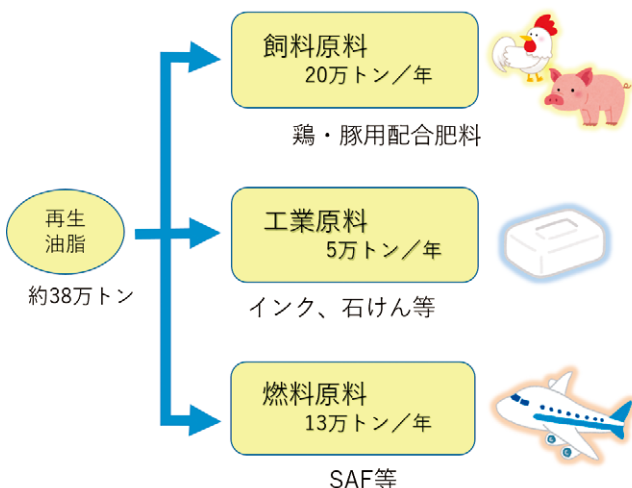 飼料原料
20万トン／年
鶏・豚用配合肥料
再生
油脂
約38万トン
工業原料
5万トン／年
インク、石けん等
燃料原料
13万トン／年
SAF等